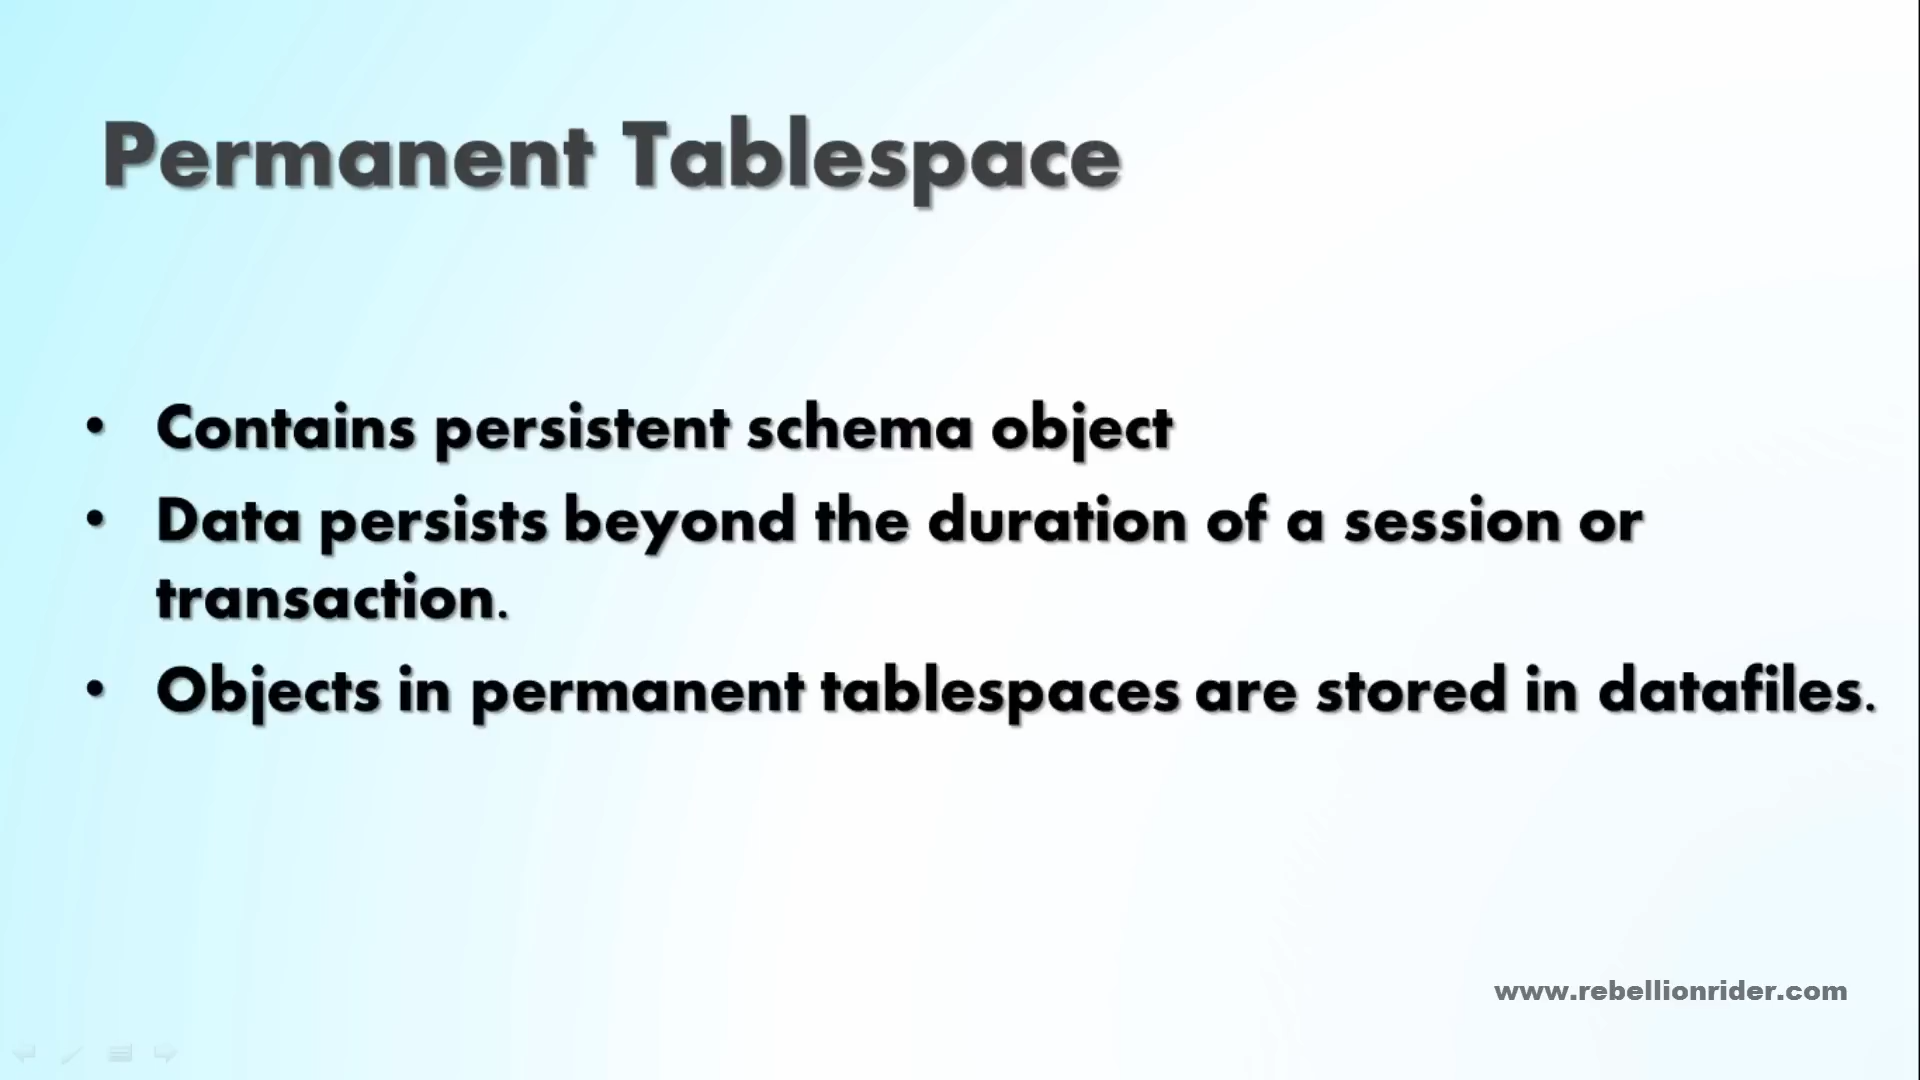 Permanent Tablespace
• Contains persistent schema object
• Data persists beyond the duration of a session or
transaction.
• Objects in permanent tablespaces are stored in datafiles.
www.rebellionrider.com